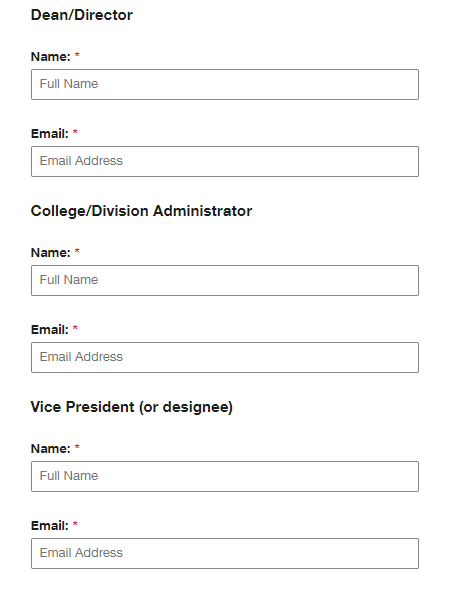 Dean/Director
Name: *
Full Name
Email: *
Email Address
College/Division Administrator
Name: *
Full Name
Email: *
Email Address
Vice President (or designee)
Name: *
Full Name
Email: *
Email Address